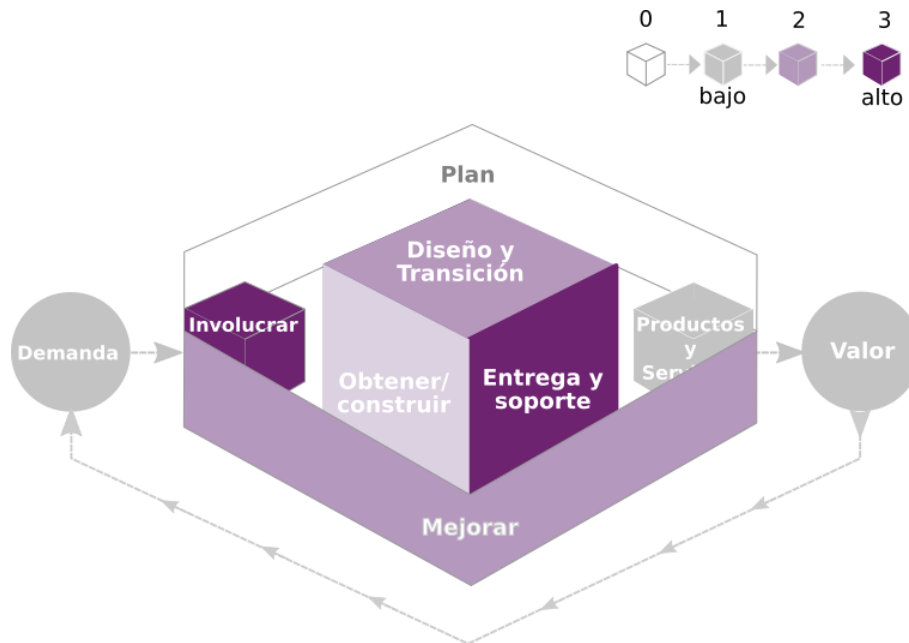 0 1 2 3
bajo alto
Plan
Diseño y
Transición
Involucrar
Productos
y
Demanda
Valor
Obtener/
construir
Entrega y
soporte
Mejorar